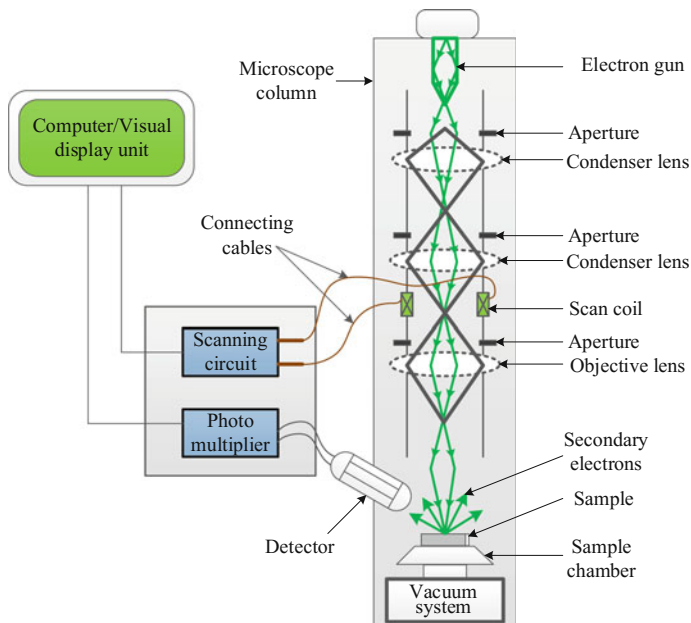 Microscope
column
Electron gun
Computer/Visual
display unit
Aperture
Condenser lens
Connecting
cables
Aperture
Condenser lens
Scan coil
Scanning
circuit
Aperture
Objective lens
Photo
multiplier
Secondary
electrons
Sample
Detector
Sample
chamber
Vacuum
system